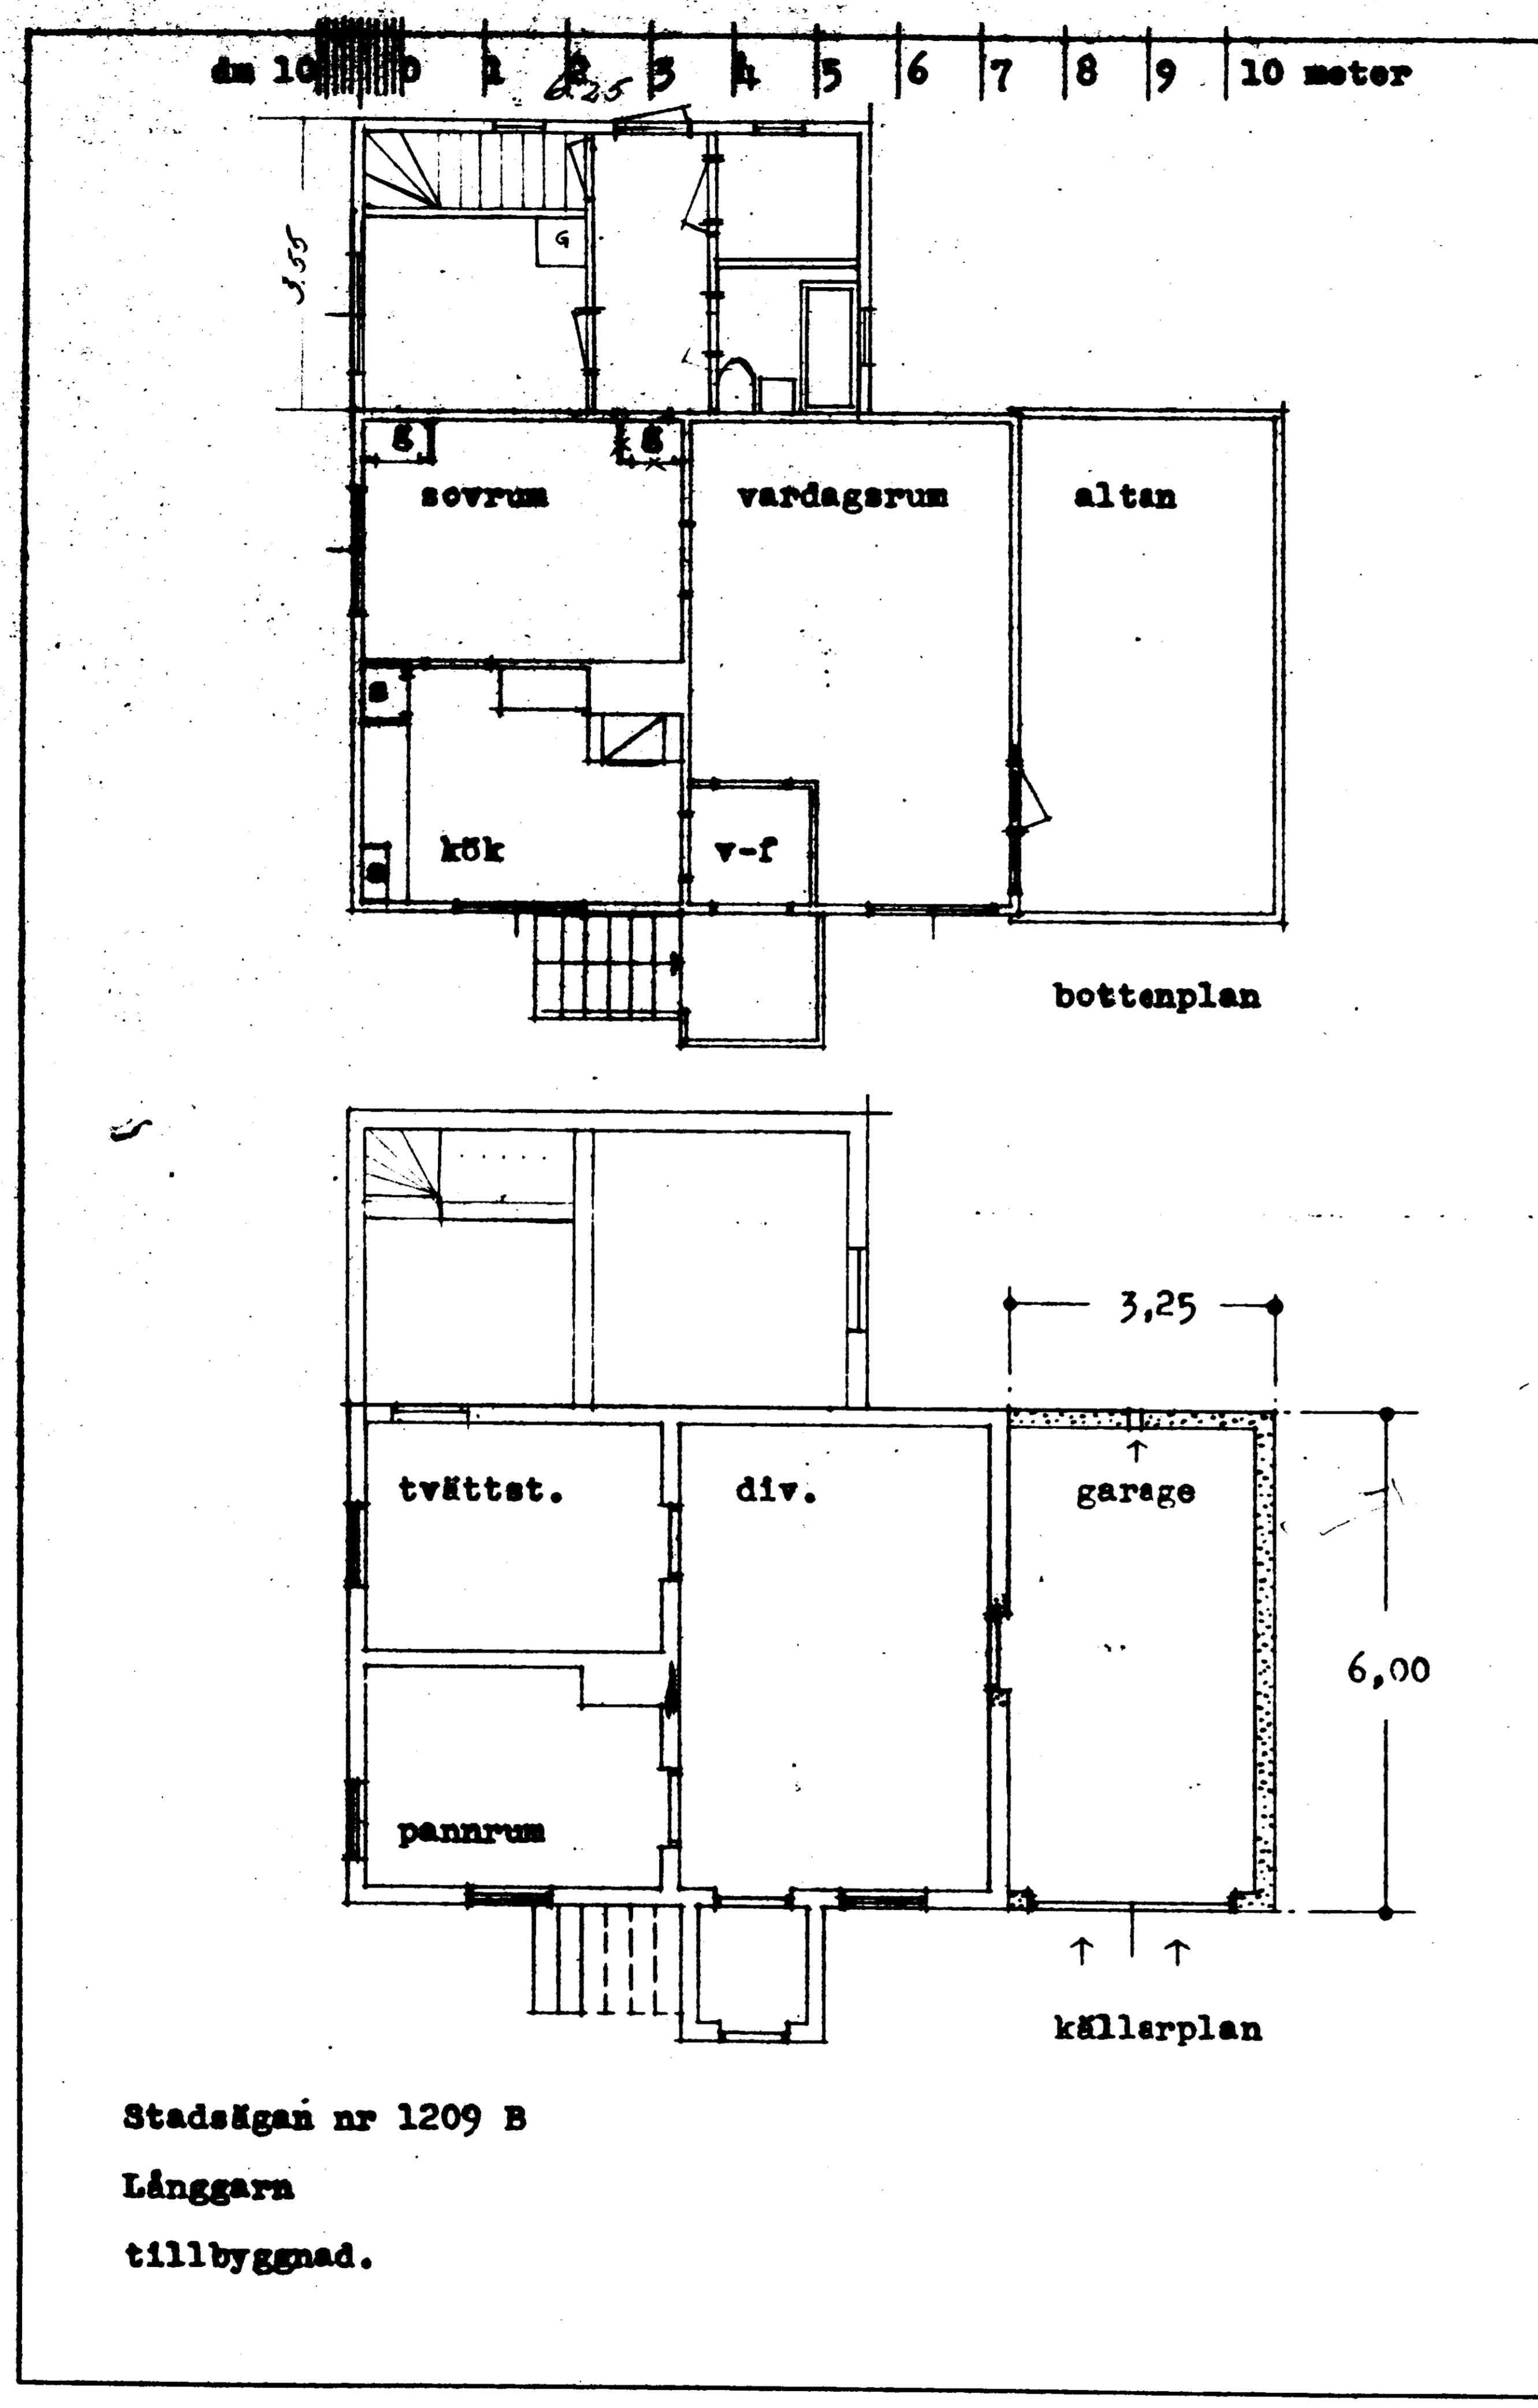 dm 10 0 1 2 3 4 5 6 7 8 9 10 meter
6.25
3.55
G
g g
sovrum vardagsrum altan
s
kök v-f
s
bottenplan
3,25
tvättst. div. garage
6,00
pannrum
källarplan
Stadsägan nr 1209 B
Långgarn
tillbyggnad.